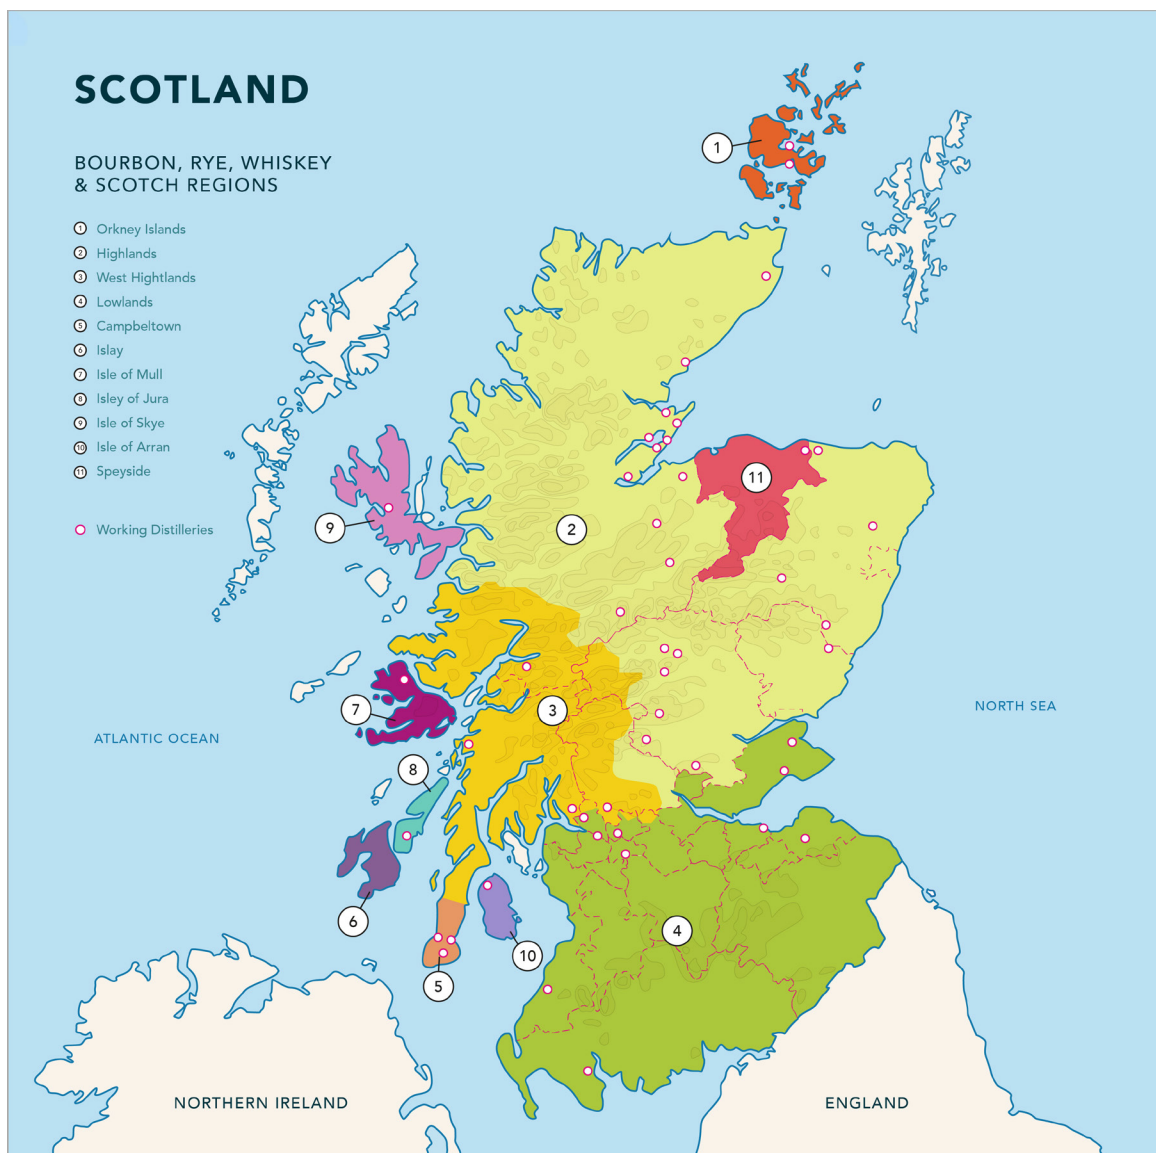 SCOTLAND
BOURBON, RYE, WHISKEY
& SCOTCH REGIONS
1 Orkney Islands
2 Highlands
3 West Hightlands
4 Lowlands
5 Campbeltown
6 Islay
7 Isle of Mull
8 Isley of Jura
9 Isle of Skye
10 Isle of Arran
11 Speyside
Working Distilleries
1
11
2
9
3
7
8
6
4
10
5
ATLANTIC OCEAN
NORTH SEA
NORTHERN IRELAND
ENGLAND